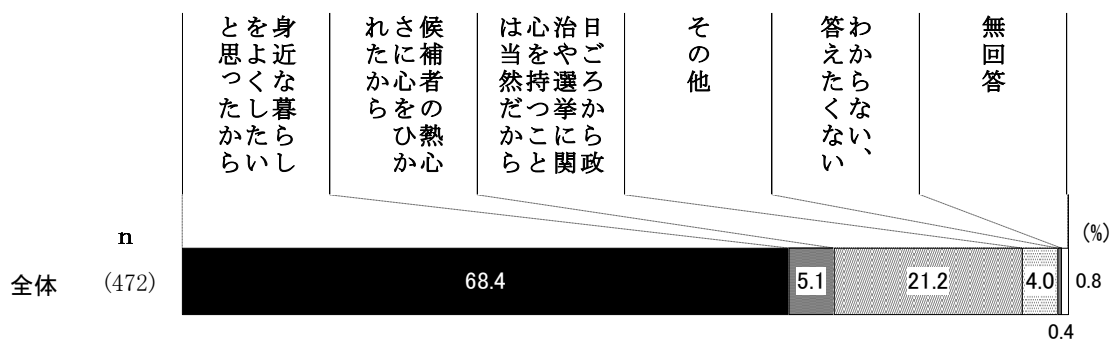 身近な暮らし
をよくしたい
と思ったから
候補者の熱心
さに心をひか
れたから
日ごろから政
治や選挙に関
心を持つこと
は当然だから
その他
わからない、
答えたくない
無回答
n
(%)
全体 (472) 68.4 5.1 21.2 4.0 0.8
0.4